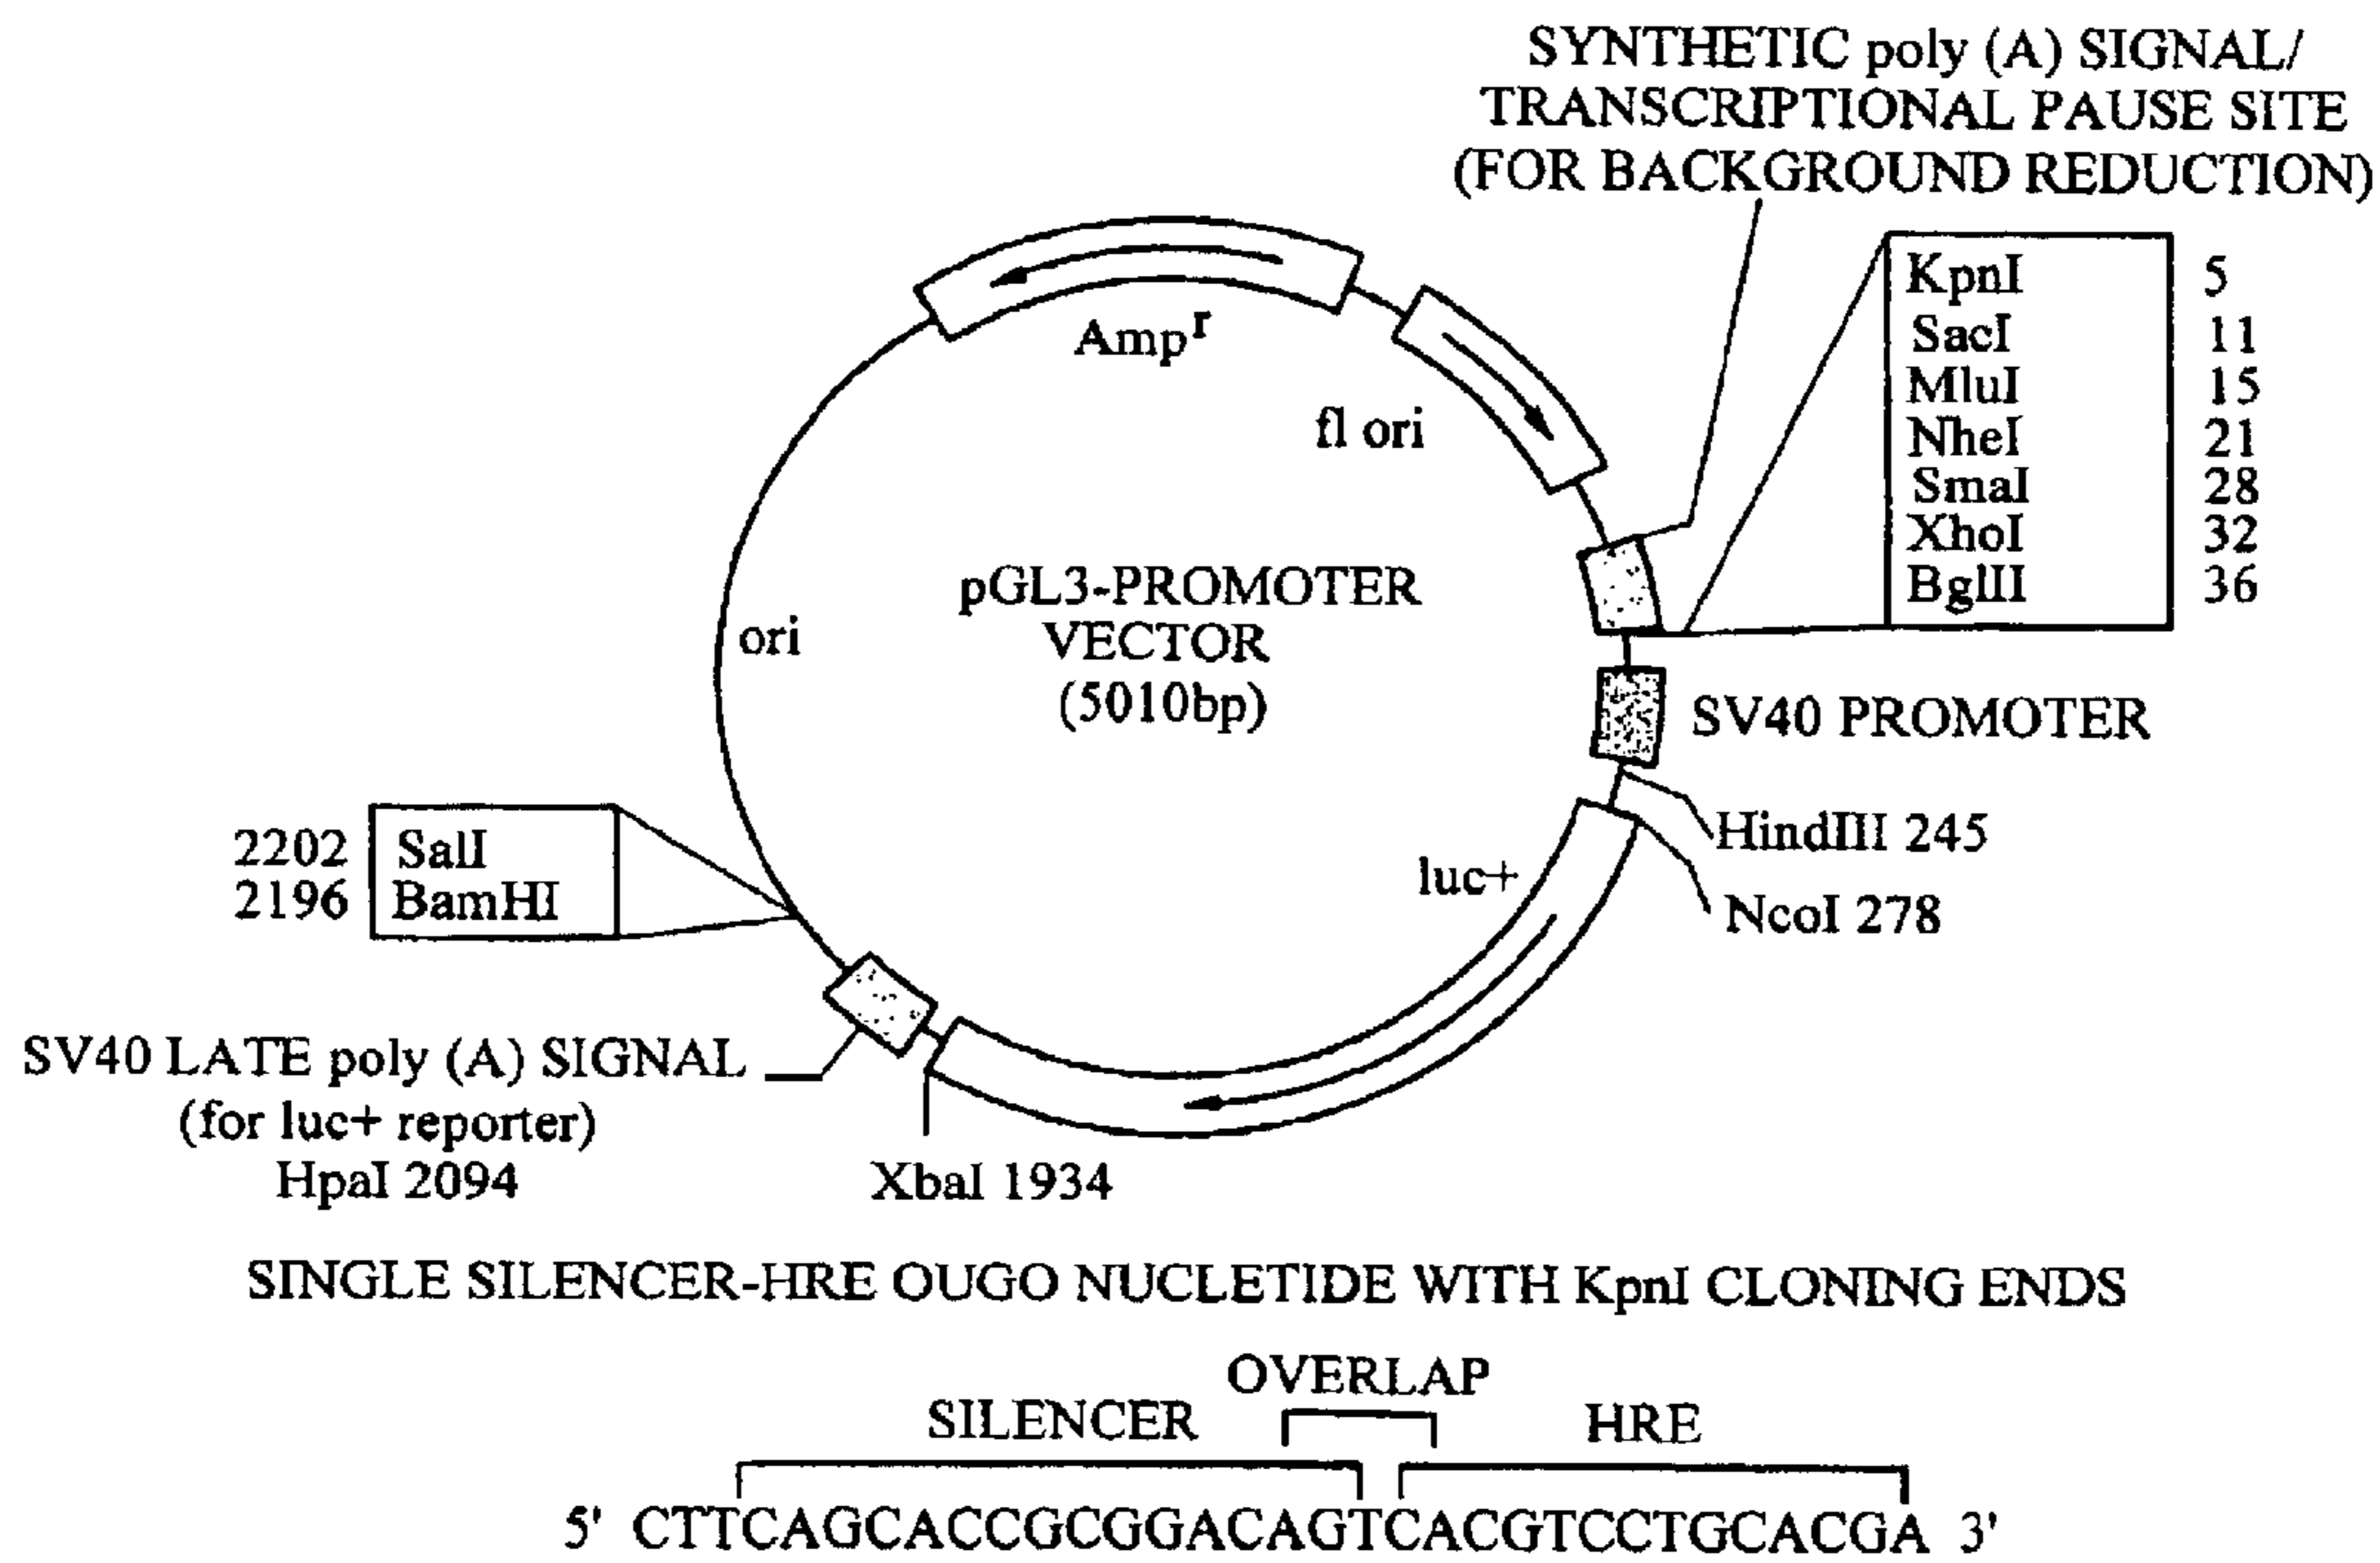 SYNTHETIC poly (A) SIGNAL/
TRANSCRIPTIONAL PAUSE SITE
(FOR BACKGROUND REDUCTION)
KpnI 5
SacI 11
MluI 15
NheI 21
SmaI 28
XhoI 32
BglII 36
Ampr
fl ori
ori
pGL3-PROMOTER
VECTOR
(5010bp)
SV40 PROMOTER
HindIII 245
NcoI 278
luc+
2202 SalI
2196 BamHI
SV40 LATE poly (A) SIGNAL
(for luc+ reporter)
HpaI 2094
XbaI 1934
SINGLE SILENCER-HRE OUGO NUCLETIDE WITH KpnI CLONING ENDS
OVERLAP
SILENCER HRE
5' CTTCAGCACCGCGGACAGTCACGTCCTGCACGA 3'